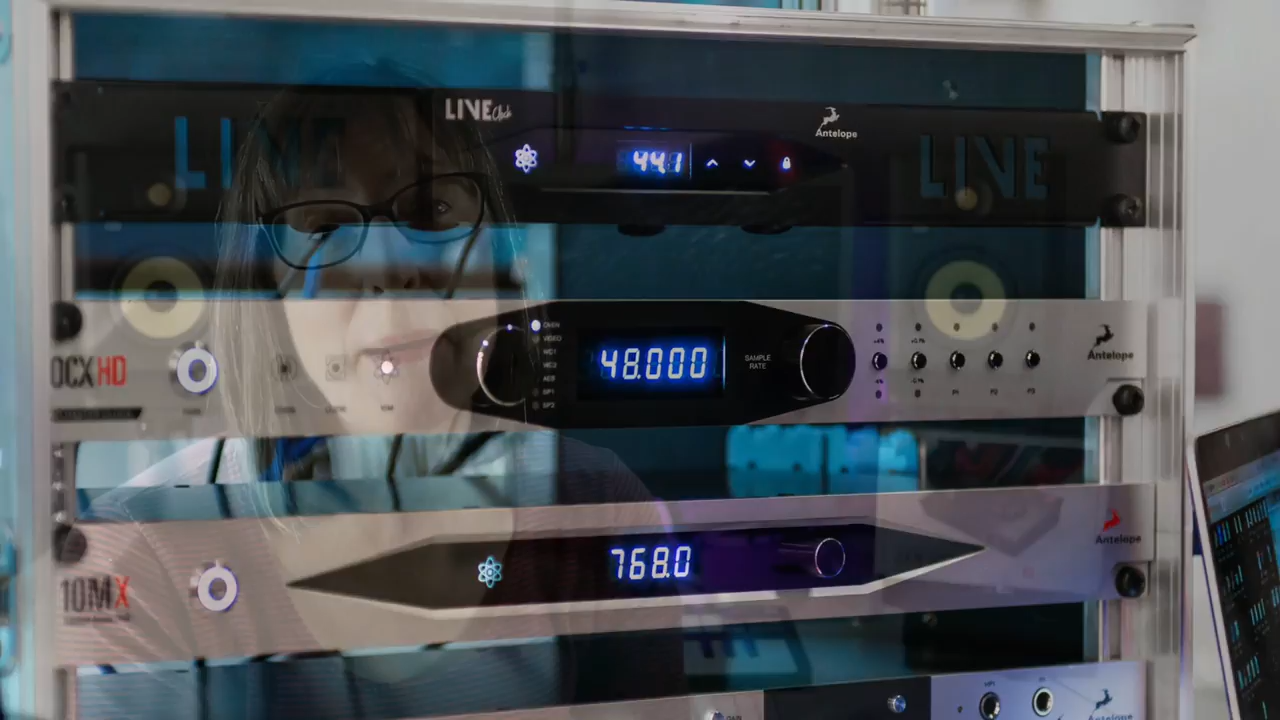 LIVE Clock
Antelope
LIVE
44.1
LIVE
OCX HD
OVEN
VIDEO
WC1
WC2
AES
SP1
SP2
48.000
SAMPLE
RATE
Antelope
10MX
768.0
Antelope
Antelope